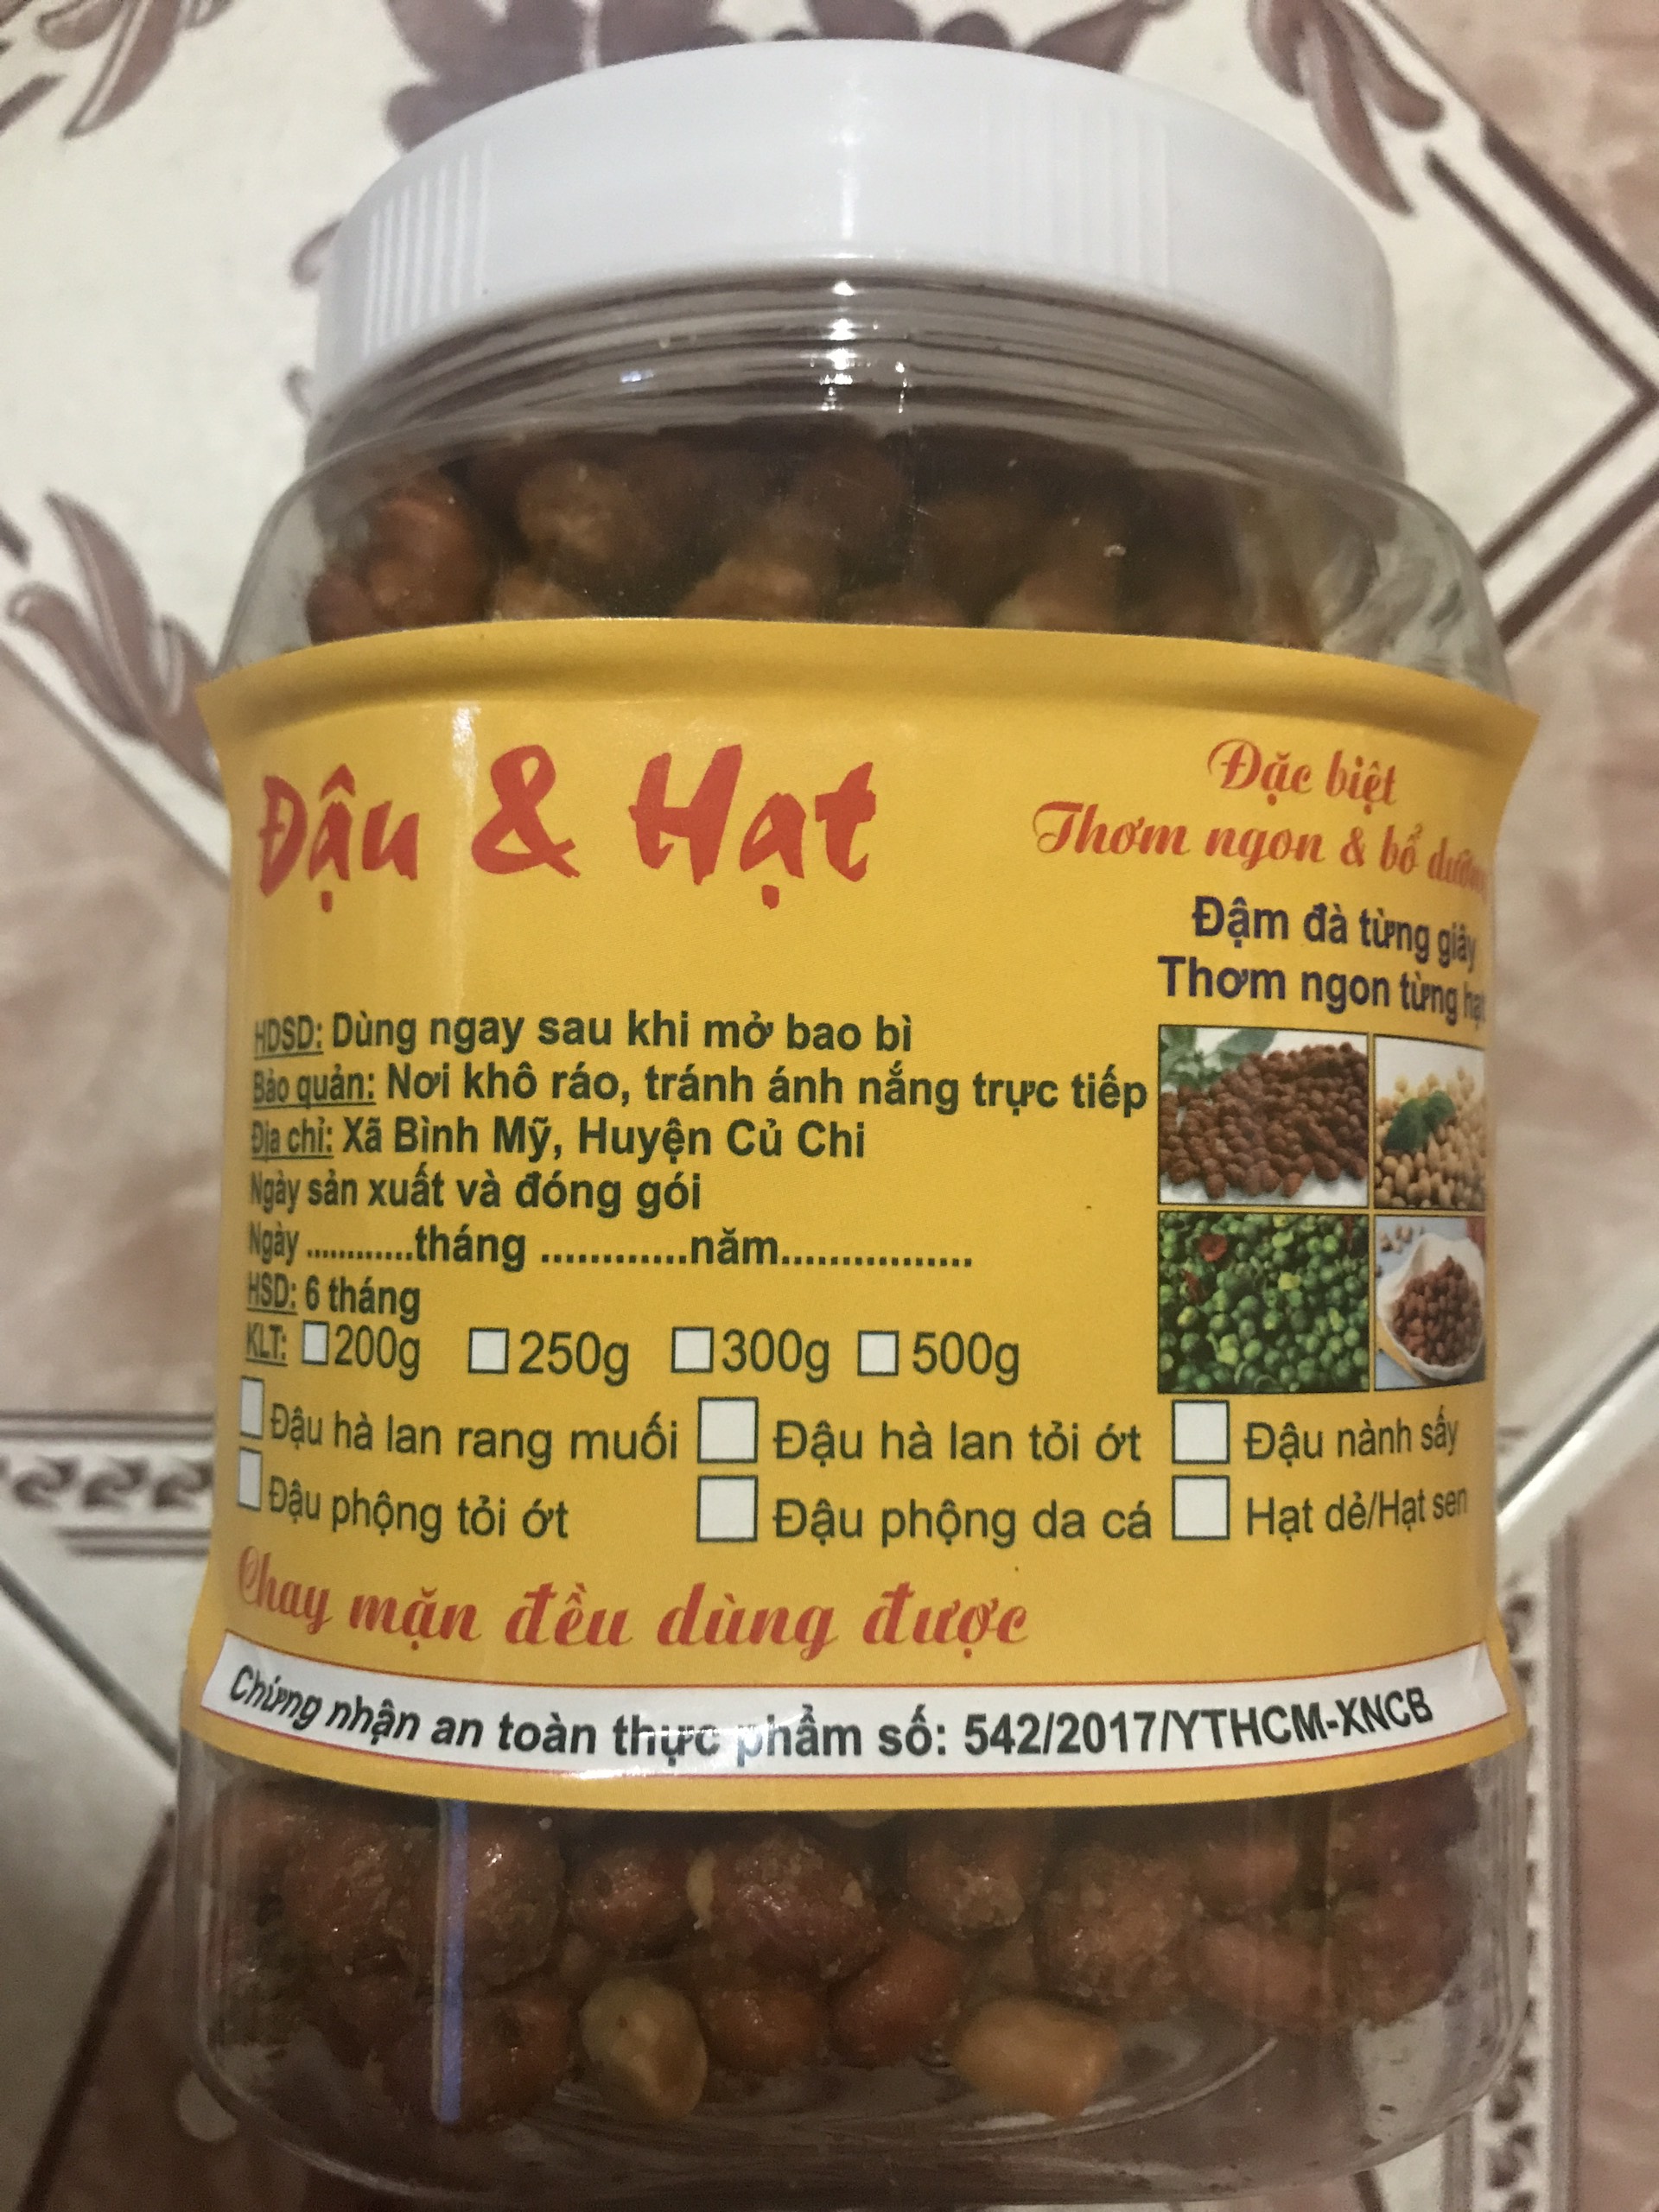 Đậu & Hạt
Đặc biệt
Thơm ngon & bổ dưỡng
Đậm đà từng giây
Thơm ngon từng hạt
HDSD: Dùng ngay sau khi mở bao bì
Bảo quản: Nơi khô ráo, tránh ánh nắng trực tiếp
Địa chỉ: Xã Bình Mỹ, Huyện Củ Chi
Ngày sản xuất và đóng gói
Ngày ............tháng ............năm................
HSD: 6 tháng
KLT: □200g □250g □300g □500g
□ Đậu hà lan rang muối □ Đậu hà lan tỏi ớt □ Đậu nành sấy
□ Đậu phộng tỏi ớt □ Đậu phộng da cá □ Hạt dẻ/Hạt sen
Chay mặn đều dùng được
Chứng nhận an toàn thực phẩm số: 542/2017/YTHCM-XNCB